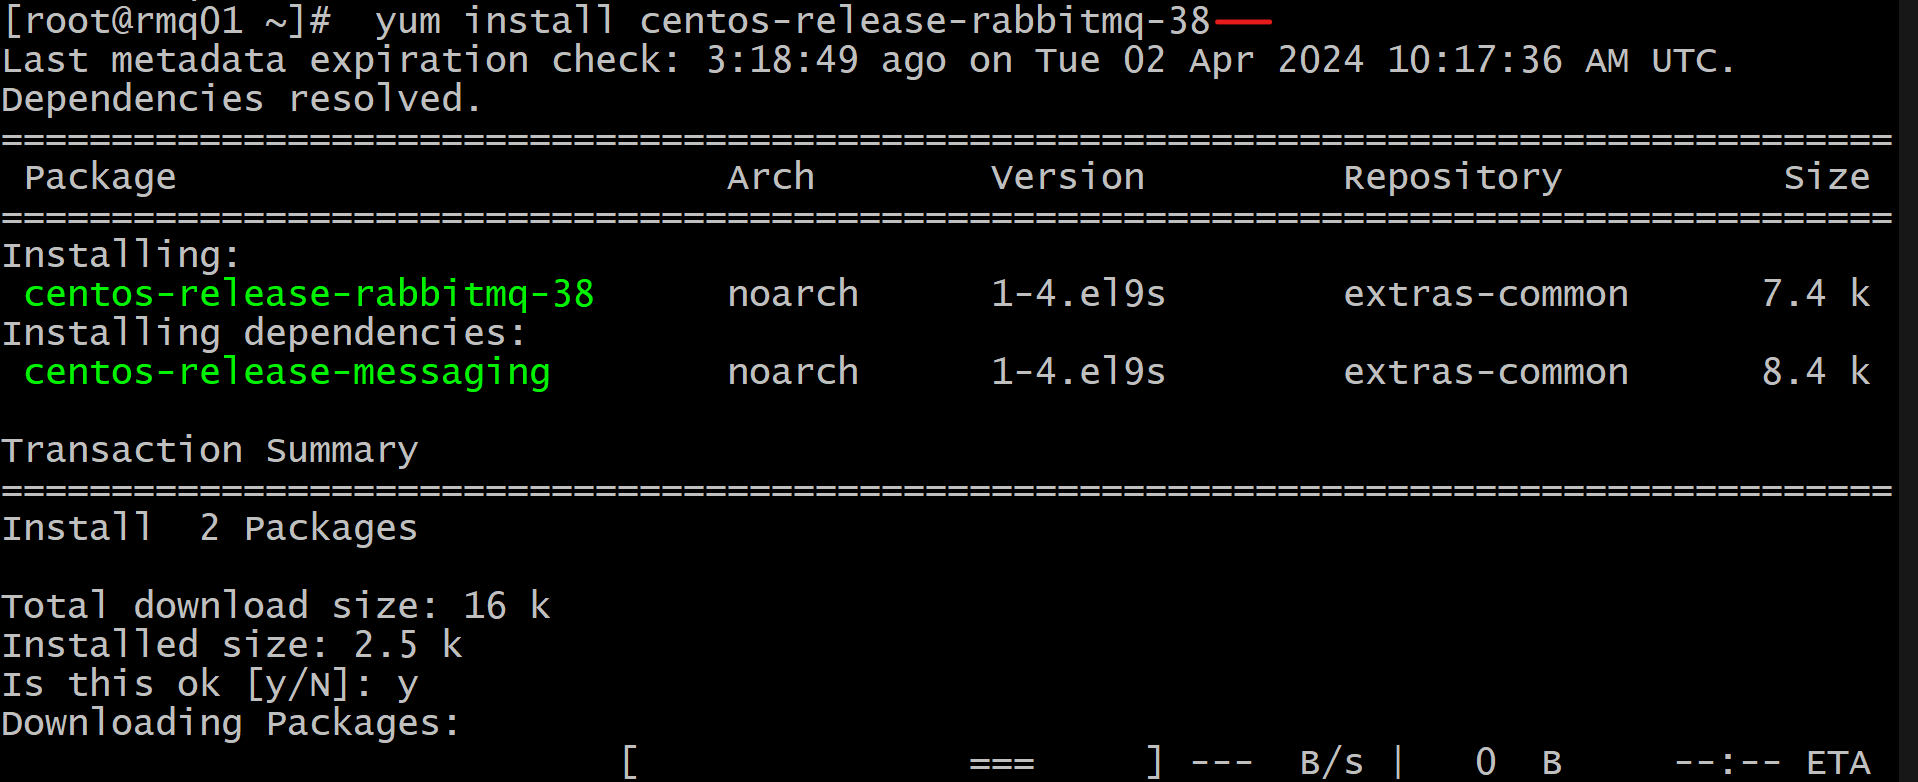 [root@rmq01 ~]#  yum install centos-release-rabbitmq-38
Last metadata expiration check: 3:18:49 ago on Tue 02 Apr 2024 10:17:36 AM UTC.
Dependencies resolved.
======================================================================================
 Package                         Arch        Version         Repository          Size
======================================================================================
Installing:
 centos-release-rabbitmq-38      noarch      1-4.el9s        extras-common      7.4 k
Installing dependencies:
 centos-release-messaging        noarch      1-4.el9s        extras-common      8.4 k
Transaction Summary
======================================================================================
Install  2 Packages
Total download size: 16 k
Installed size: 2.5 k
Is this ok [y/N]: y
Downloading Packages:
                            [               ===     ] ---  B/s |   0  B     --:-- ETA